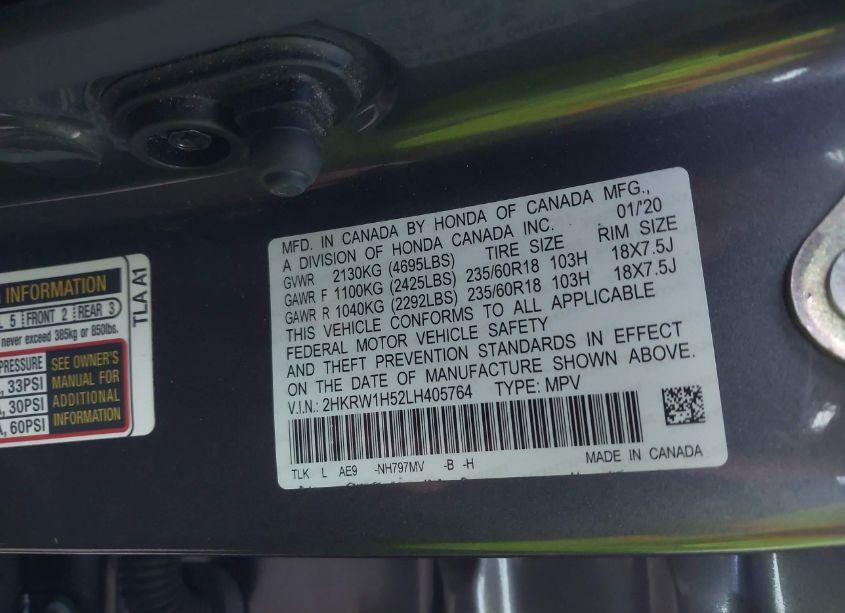 INFORMATION
5 FRONT 2 REAR 3
never exceed 385kg or 850lbs.
PRESSURE
33PSI
30PSI
60PSI
SEE OWNER'S
MANUAL FOR
ADDITIONAL
INFORMATION
TLA A1
MFD. IN CANADA BY HONDA OF CANADA MFG.,
A DIVISION OF HONDA CANADA INC. 01/20
GVWR 2130KG (4695LBS) TIRE SIZE RIM SIZE
GAWR F 1100KG (2425LBS) 235/60R18 103H 18X7.5J
GAWR R 1040KG (2292LBS) 235/60R18 103H 18X7.5J
THIS VEHICLE CONFORMS TO ALL APPLICABLE
FEDERAL MOTOR VEHICLE SAFETY
AND THEFT PREVENTION STANDARDS IN EFFECT
ON THE DATE OF MANUFACTURE SHOWN ABOVE.
V.I.N.: 2HKRW1H52LH405764 TYPE: MPV
TLK L AE9 -NH797MV -B -H
MADE IN CANADA